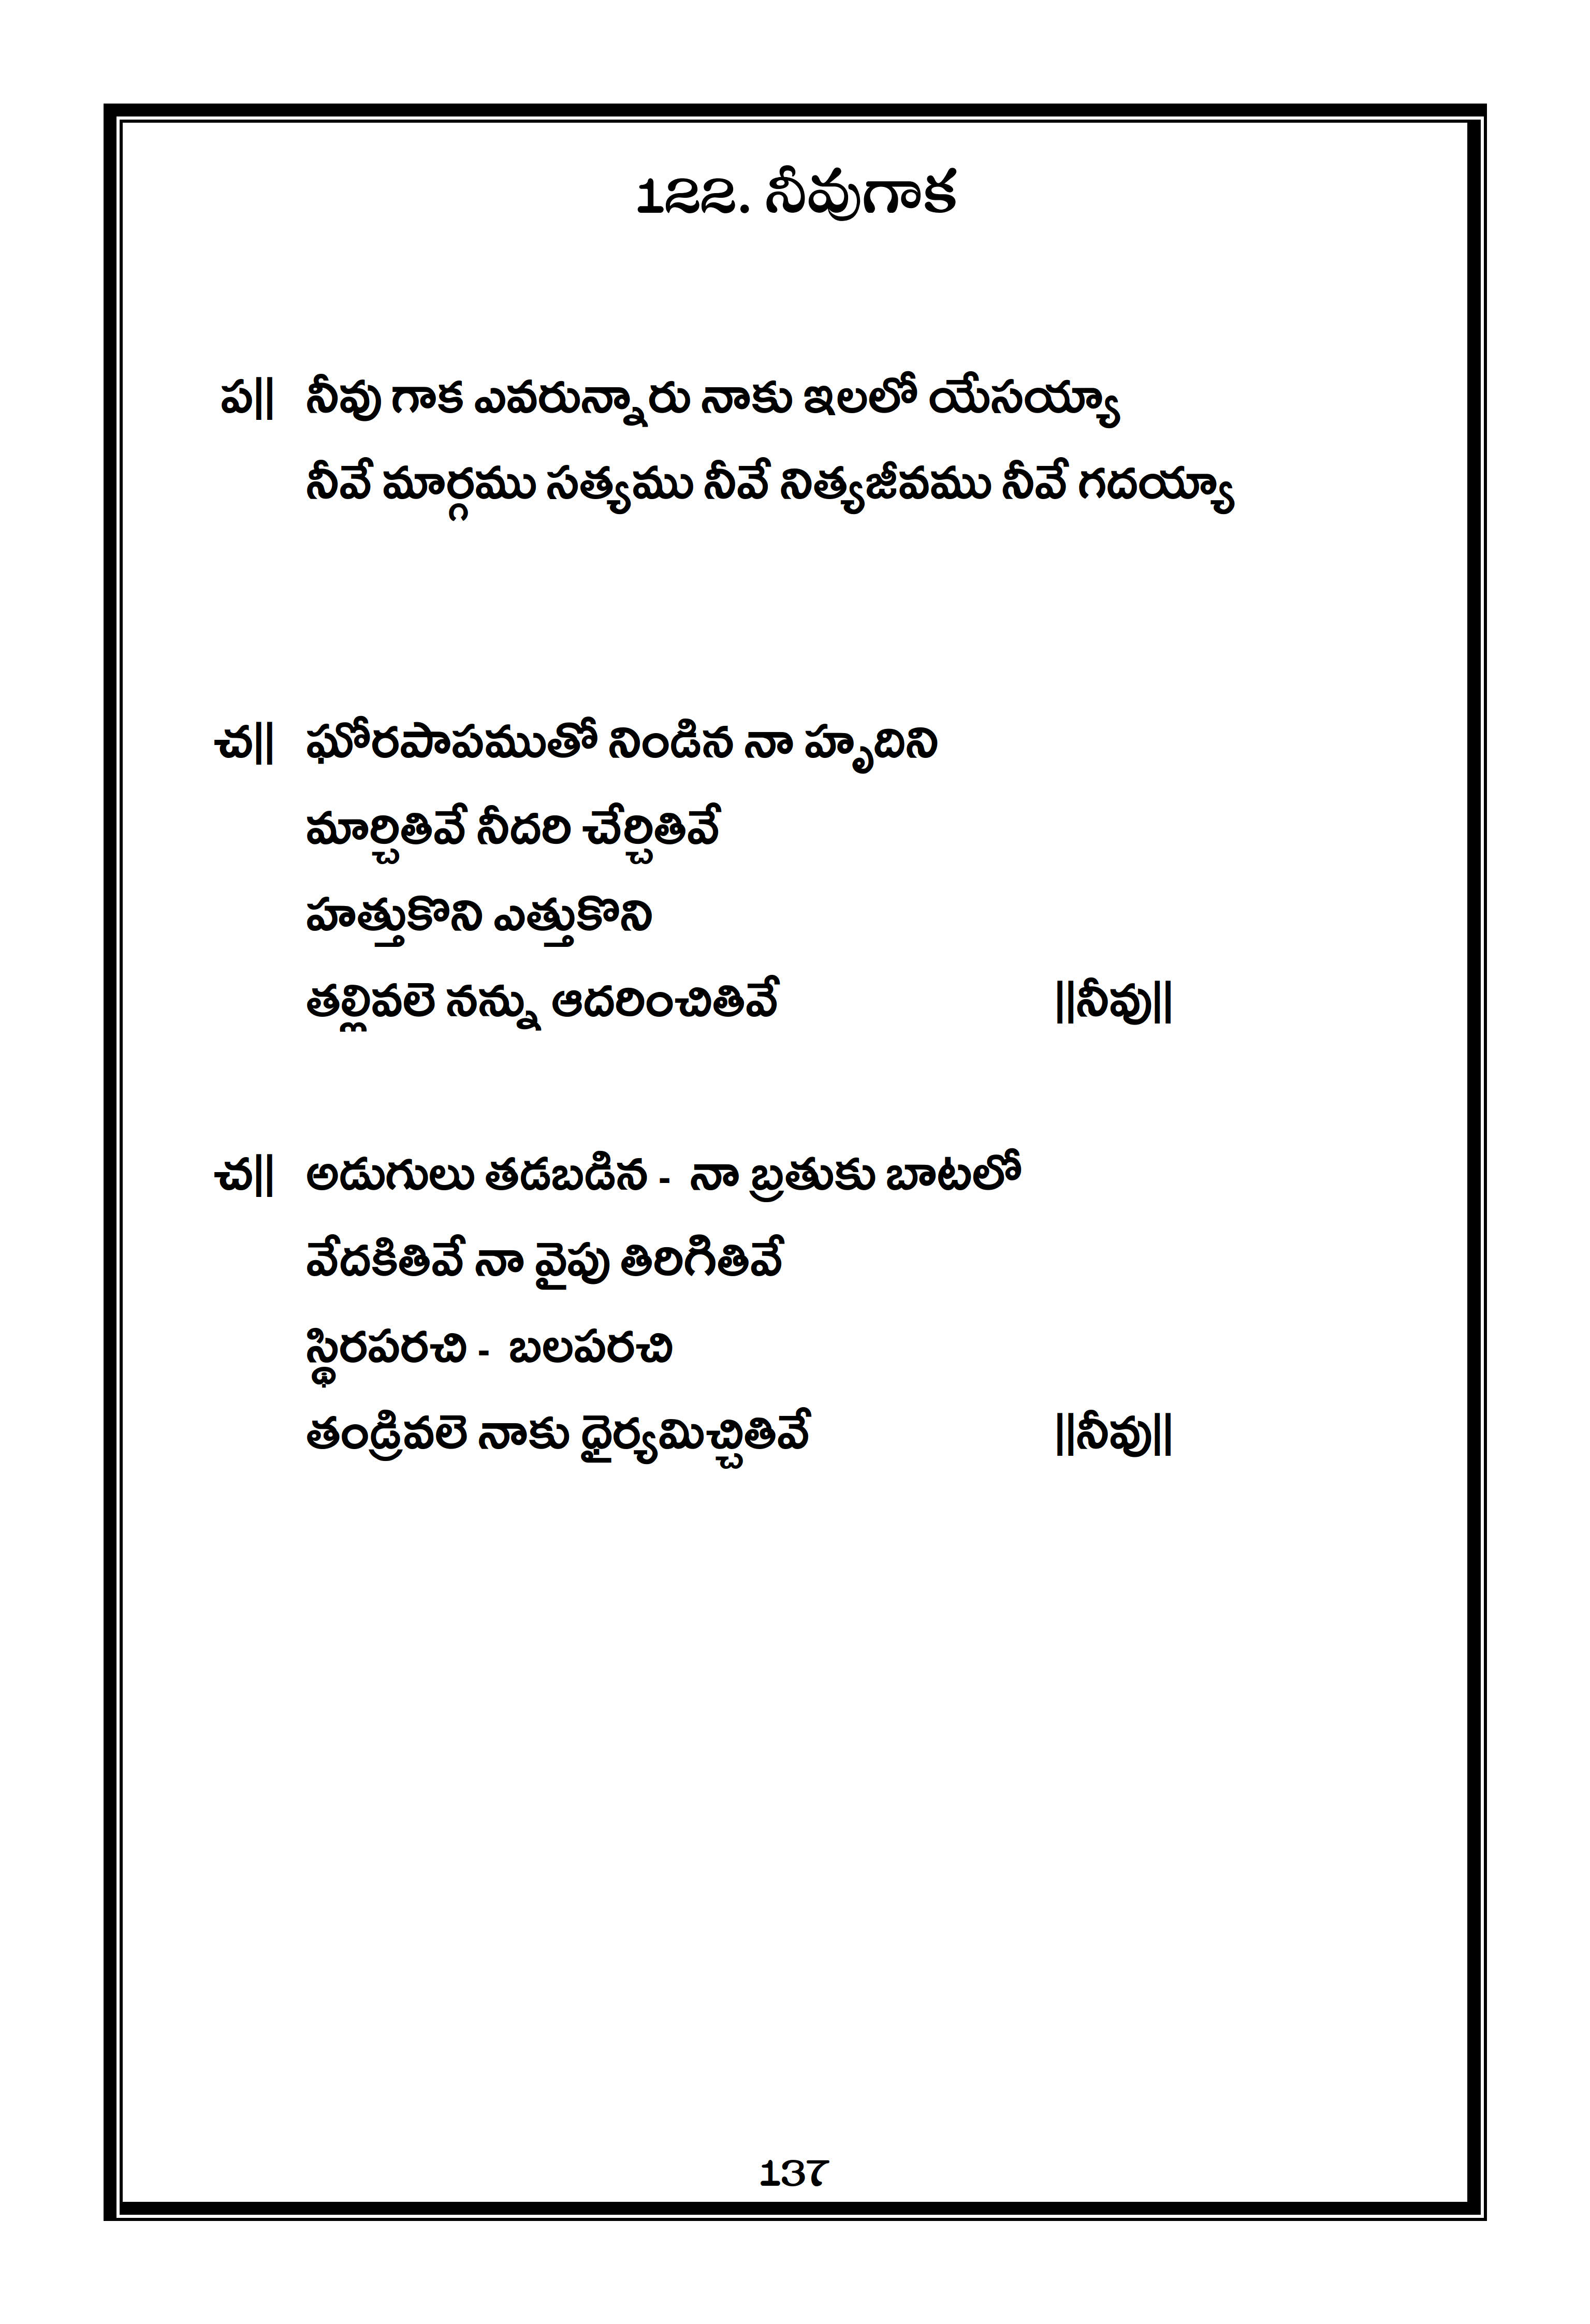 122. నీవుగాక
ప|| నీవు గాక ఎవరున్నారు నాకు ఇలలో యేసయ్యా
నీవే మార్గము సత్యము నీవే నిత్యజీవము నీవే గదయ్యా
చ|| ఘోరపాపముతో నిండిన నా హృదిని
మార్చితివే నీదరి చేర్చితివే
హత్తుకొని ఎత్తుకొని
తల్లివలె నన్ను ఆదరించితివే ||నీవు||
చ|| అడుగులు తడబడిన - నా బ్రతుకు బాటలో
వేదకితివే నా వైపు తిరిగితివే
స్థిరపరచి - బలపరచి
తండ్రివలె నాకు ధైర్యమిచ్చితివే ||నీవు||
137